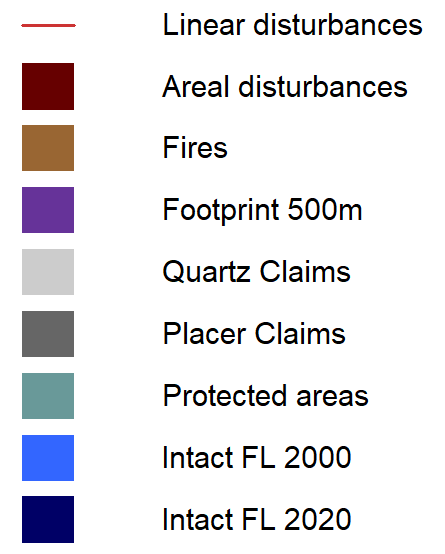 Linear disturbances
Areal disturbances
Fires
Footprint 500m
Quartz Claims
Placer Claims
Protected areas
Intact FL 2000
Intact FL 2020